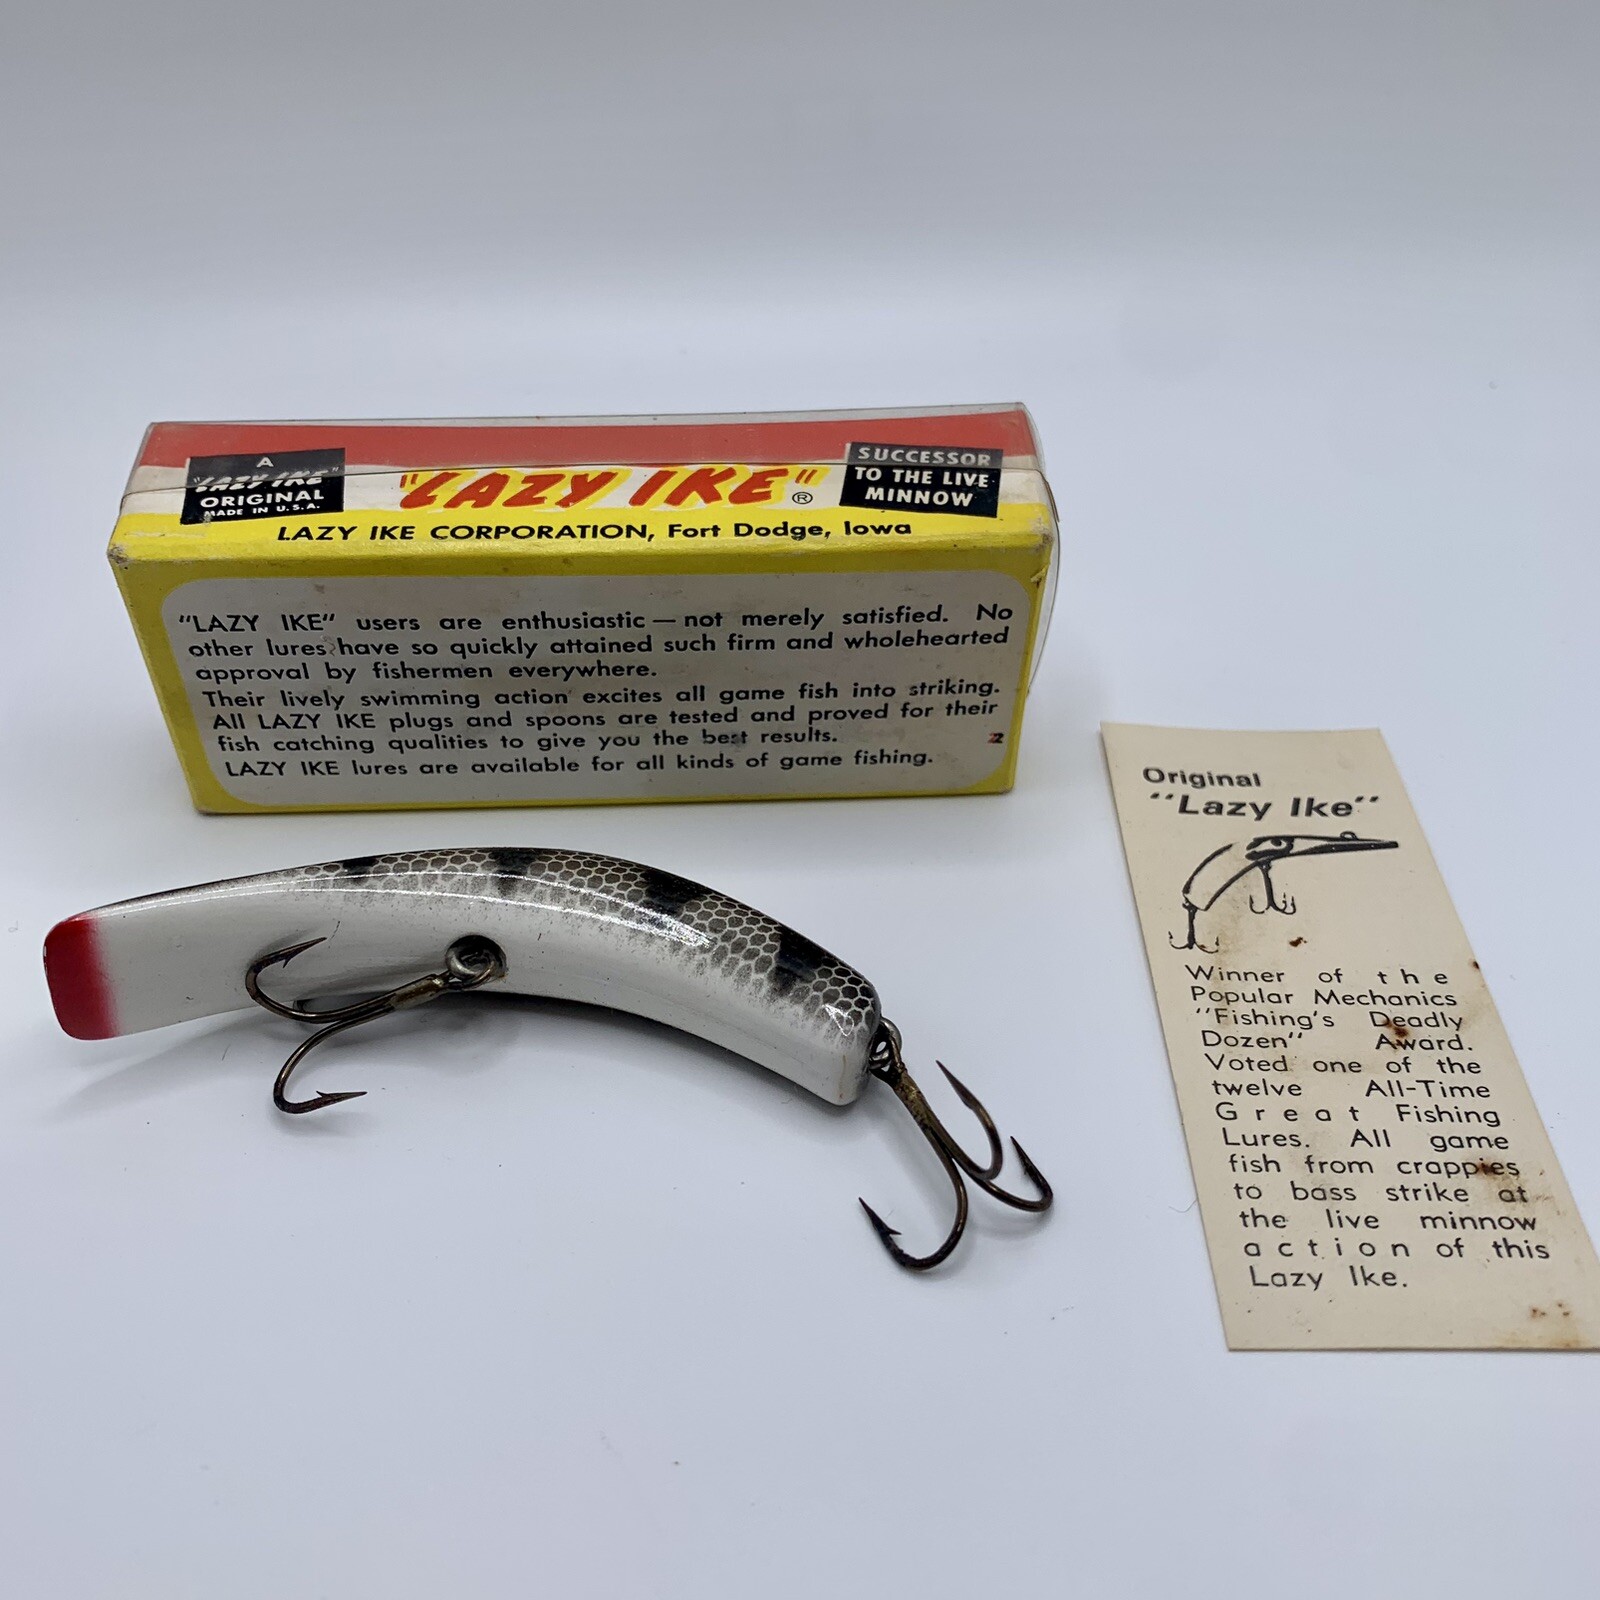 A
"LAZY IKE"
ORIGINAL
MADE IN U.S.A.
"LAZY IKE"®
SUCCESSOR
TO THE LIVE
MINNOW
LAZY IKE CORPORATION, Fort Dodge, Iowa
"LAZY IKE" users are enthusiastic — not merely satisfied. No
other lures have so quickly attained such firm and wholehearted
approval by fishermen everywhere.
Their lively swimming action excites all game fish into striking.
All LAZY IKE plugs and spoons are tested and proved for their
fish catching qualities to give you the best results.
LAZY IKE lures are available for all kinds of game fishing.
Original
"Lazy Ike"
Winner of the
Popular Mechanics
"Fishing's Deadly
Dozen" Award.
Voted one of the
twelve All-Time
Great Fishing
Lures. All game
fish from crappies
to bass strike at
the live minnow
action of this
Lazy Ike.